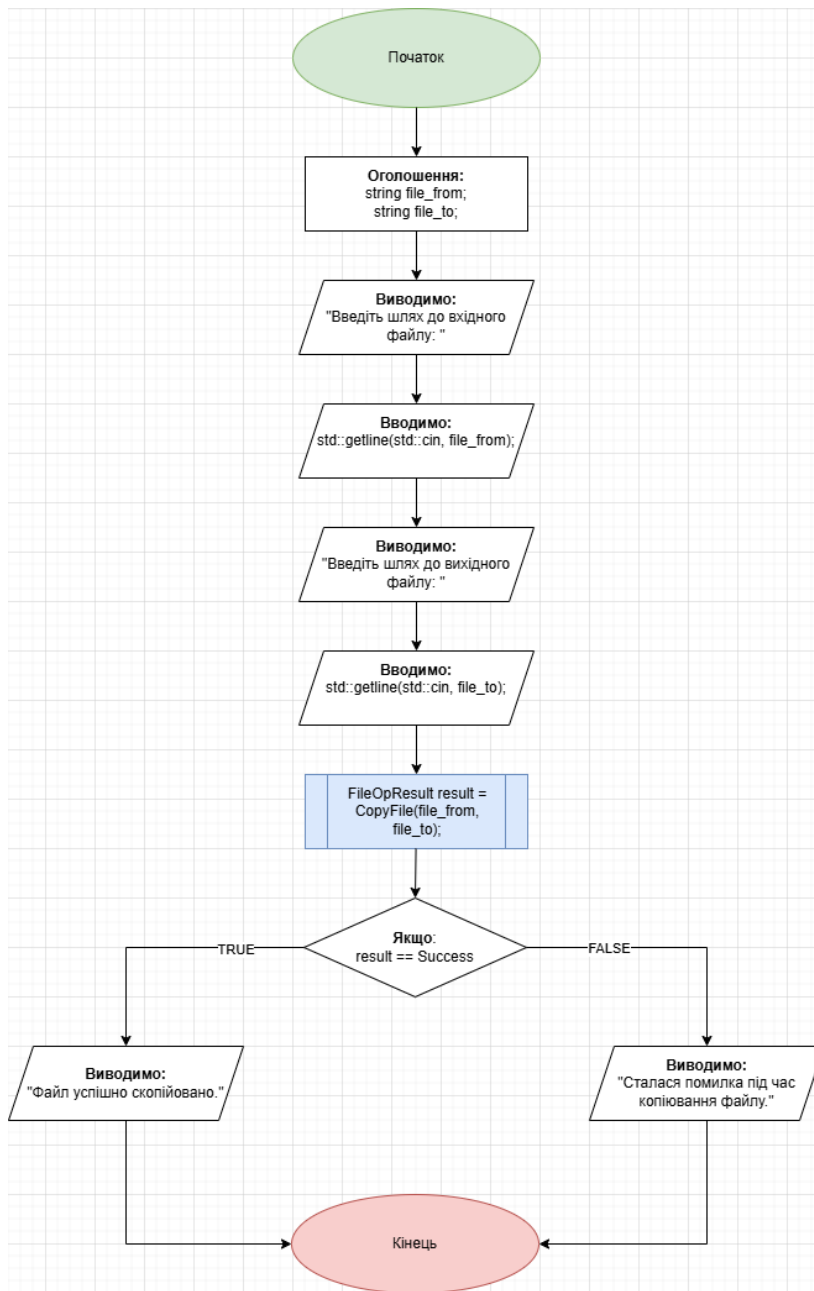 Початок
Оголошення:
string file_from;
string file_to;
Виводимо:
"Введіть шлях до вхідного
файлу: "
Вводимо:
std::getline(std::cin, file_from);
Виводимо:
"Введіть шлях до вихідного
файлу: "
Вводимо:
std::getline(std::cin, file_to);
FileOpResult result =
CopyFile(file_from,
file_to);
Якщо:
result == Success
TRUE
FALSE
Виводимо:
"Файл успішно скопійовано."
Виводимо:
"Сталася помилка під час
копіювання файлу."
Кінець